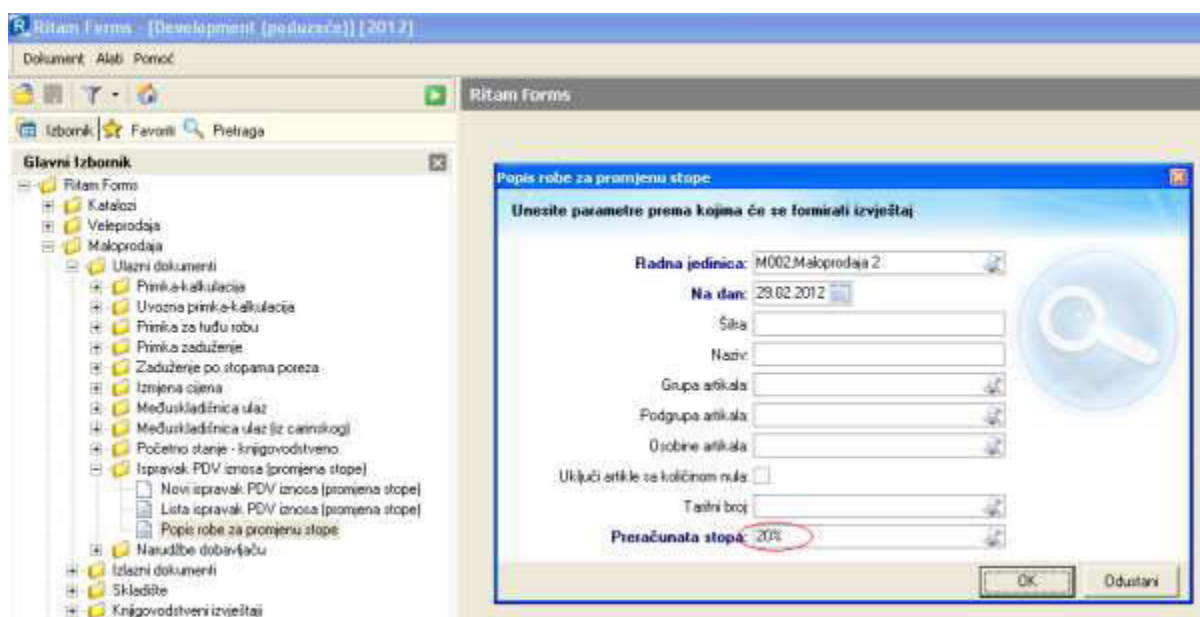 Ritam Forms - [Development (poduzeće)] [2012]
Dokument Alati Pomoć
Ritam Forms
Izbornik Favoriti Pretraga
Glavni Izbornik
Ritam Forms
Katalozi
Veleprodaja
Maloprodaja
Ulazni dokumenti
Primka-kalkulacija
Uvozna primka-kalkulacija
Primka za tuđu robu
Primka zaduženje
Zaduženje po stopama poreza
Izmjena cijena
Međuskladišnica ulaz
Međuskladišnica ulaz (iz carinskog)
Početno stanje - knjigovodstveno
Ispravak PDV iznosa (promjena stope)
Novi ispravak PDV iznosa (promjena stope)
Lista ispravak PDV iznosa (promjena stope)
Popis robe za promjenu stope
Narudžbe dobavljaču
Izlazni dokumenti
Skladište
Knjigovodstveni izvještaji
Popis robe za promjenu stope
Unesite parametre prema kojima će se formirati izvještaj
Radna jedinica: M002;Maloprodaja 2
Na dan: 29.02.2012
Šifra:
Naziv:
Grupa artikala:
Podgrupa artikala:
Osobine artikala:
Uključi artikle sa količinom nula:
Tarifni broj:
Preračunata stopa: 20%
OK Odustani